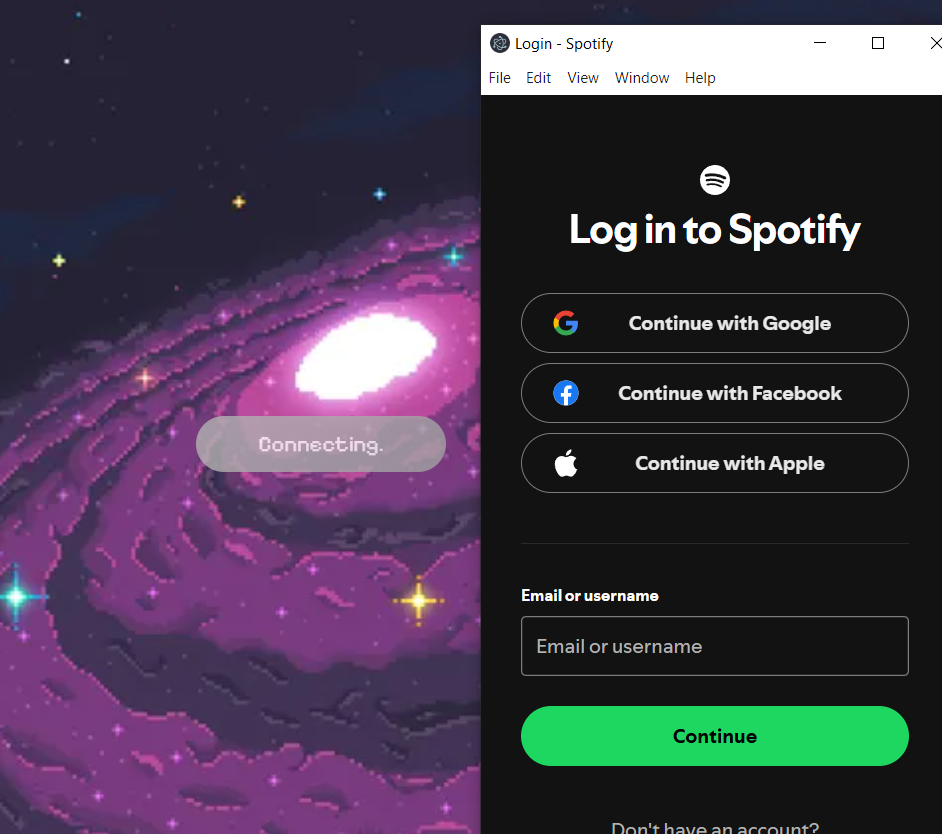 Login - Spotify
File Edit View Window Help
Log in to Spotify
Continue with Google
Continue with Facebook
Connecting.
Continue with Apple
Email or username
Email or username
Continue
Don't have an account?